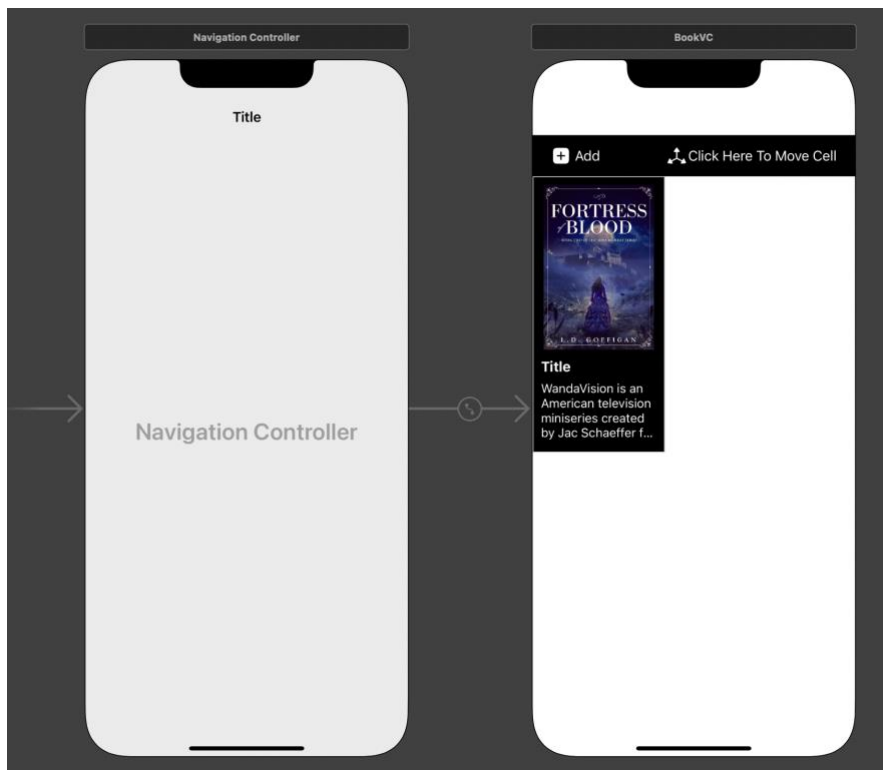 Navigation Controller
BookVC
Title
Add
Click Here To Move Cell
FORTRESS
of BLOOD
L.D. GOFFIGAN
Title
WandaVision is an
American television
miniseries created
by Jac Schaeffer f...
Navigation Controller